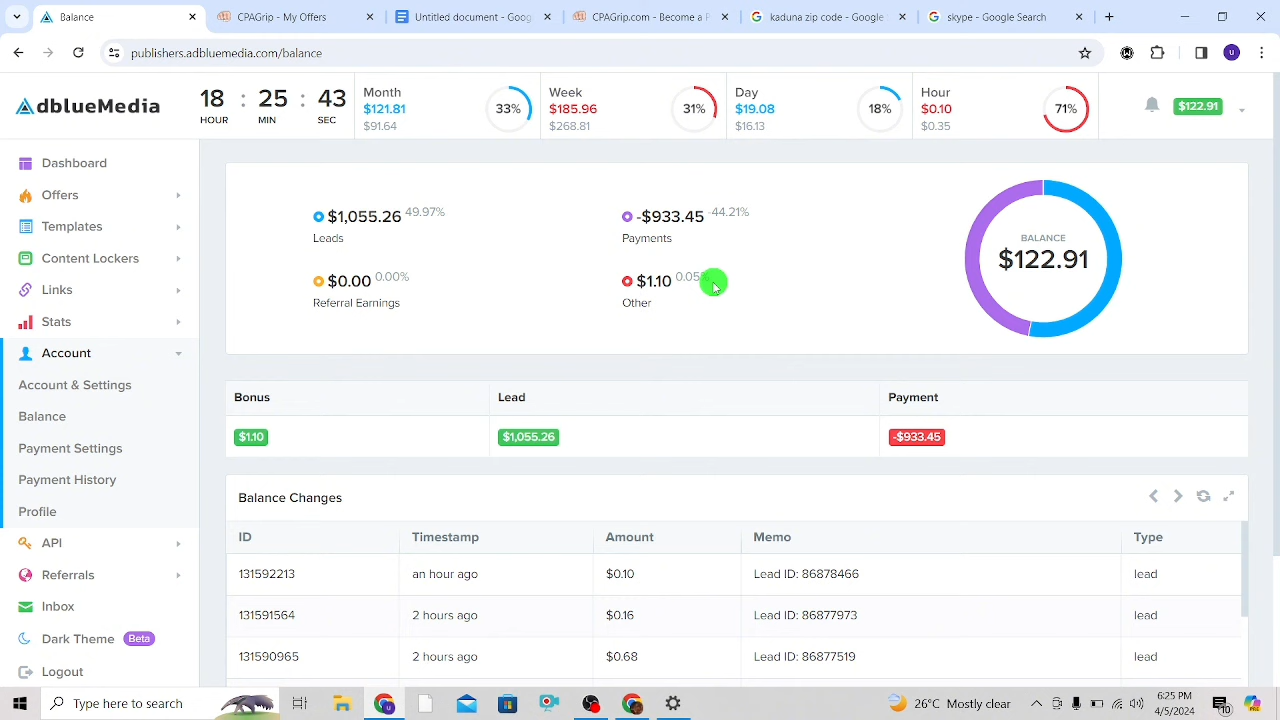 Balance
CPAGrip - My Offers
Untitled document - Goog
CPAGrip.com - Become a
kaduna zip code - Google
skype - Google Search
publishers.adbluemedia.com/balance
u
dblueMedia
18 : 25 : 43
HOUR MIN SEC
Month
$121.81
$91.64
33%
Week
$185.96
$268.81
31%
Day
$19.08
$16.13
18%
Hour
$0.10
$0.35
71%
$122.91
Dashboard
Offers
Templates
Content Lockers
Links
Stats
Account
Account & Settings
Balance
Payment Settings
Payment History
Profile
API
Referrals
Inbox
Dark Theme Beta
Logout
$1,055.26 49.97%
Leads
-$933.45 -44.21%
Payments
$0.00 0.00%
Referral Earnings
$1.10 0.05%
Other
BALANCE
$122.91
Bonus Lead Payment
$1.10 $1,055.26 -$933.45
Balance Changes
ID Timestamp Amount Memo Type
131592213 an hour ago $0.10 Lead ID: 86878466 lead
131591564 2 hours ago $0.16 Lead ID: 86877973 lead
131590965 2 hours ago $0.68 Lead ID: 86877519 lead
Type here to search
26°C Mostly clear
6:25 PM
4/5/2024